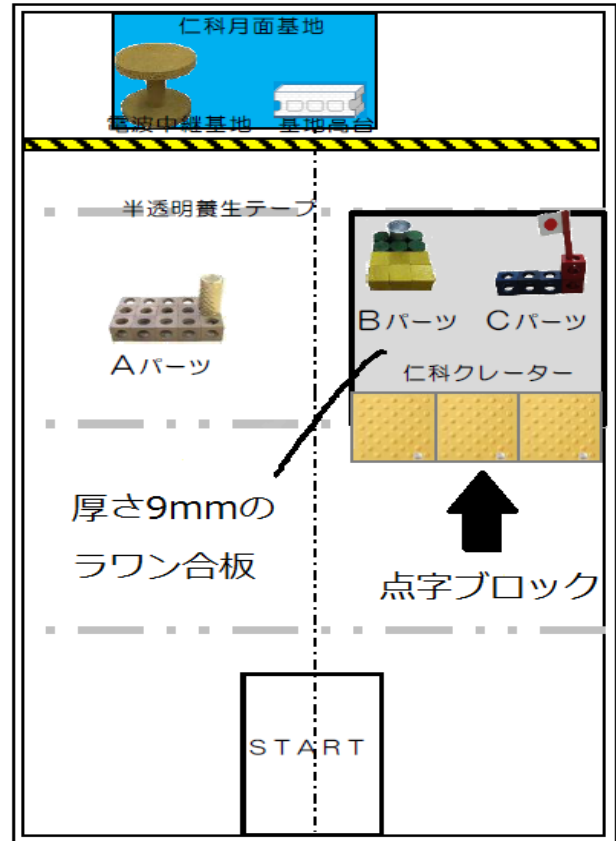 仁科月面基地
電波中継基地
基地高台
半透明養生テープ
Aパーツ
Bパーツ
Cパーツ
仁科クレーター
厚さ9mmの
ラワン合板
点字ブロック
START